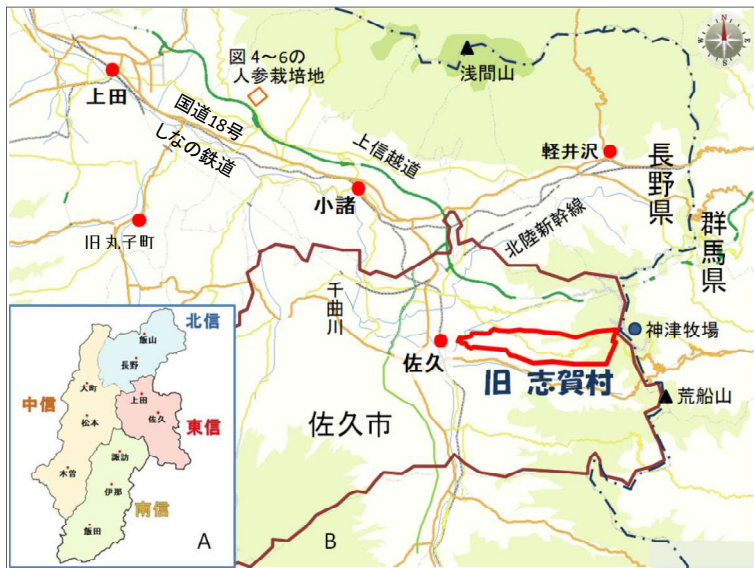 浅間山
N
E
S
W
図4～6の
人参栽培地
上田
国道18号
しなの鉄道
上信越道
軽井沢
長野県
群馬県
小諸
旧丸子町
北陸新幹線
千曲川
神津牧場
佐久
旧 志賀村
荒船山
佐久市
B
北信
飯山
長野
中信
大町
上田
佐久
松本
東信
諏訪
木曽
伊那
南信
飯田
A